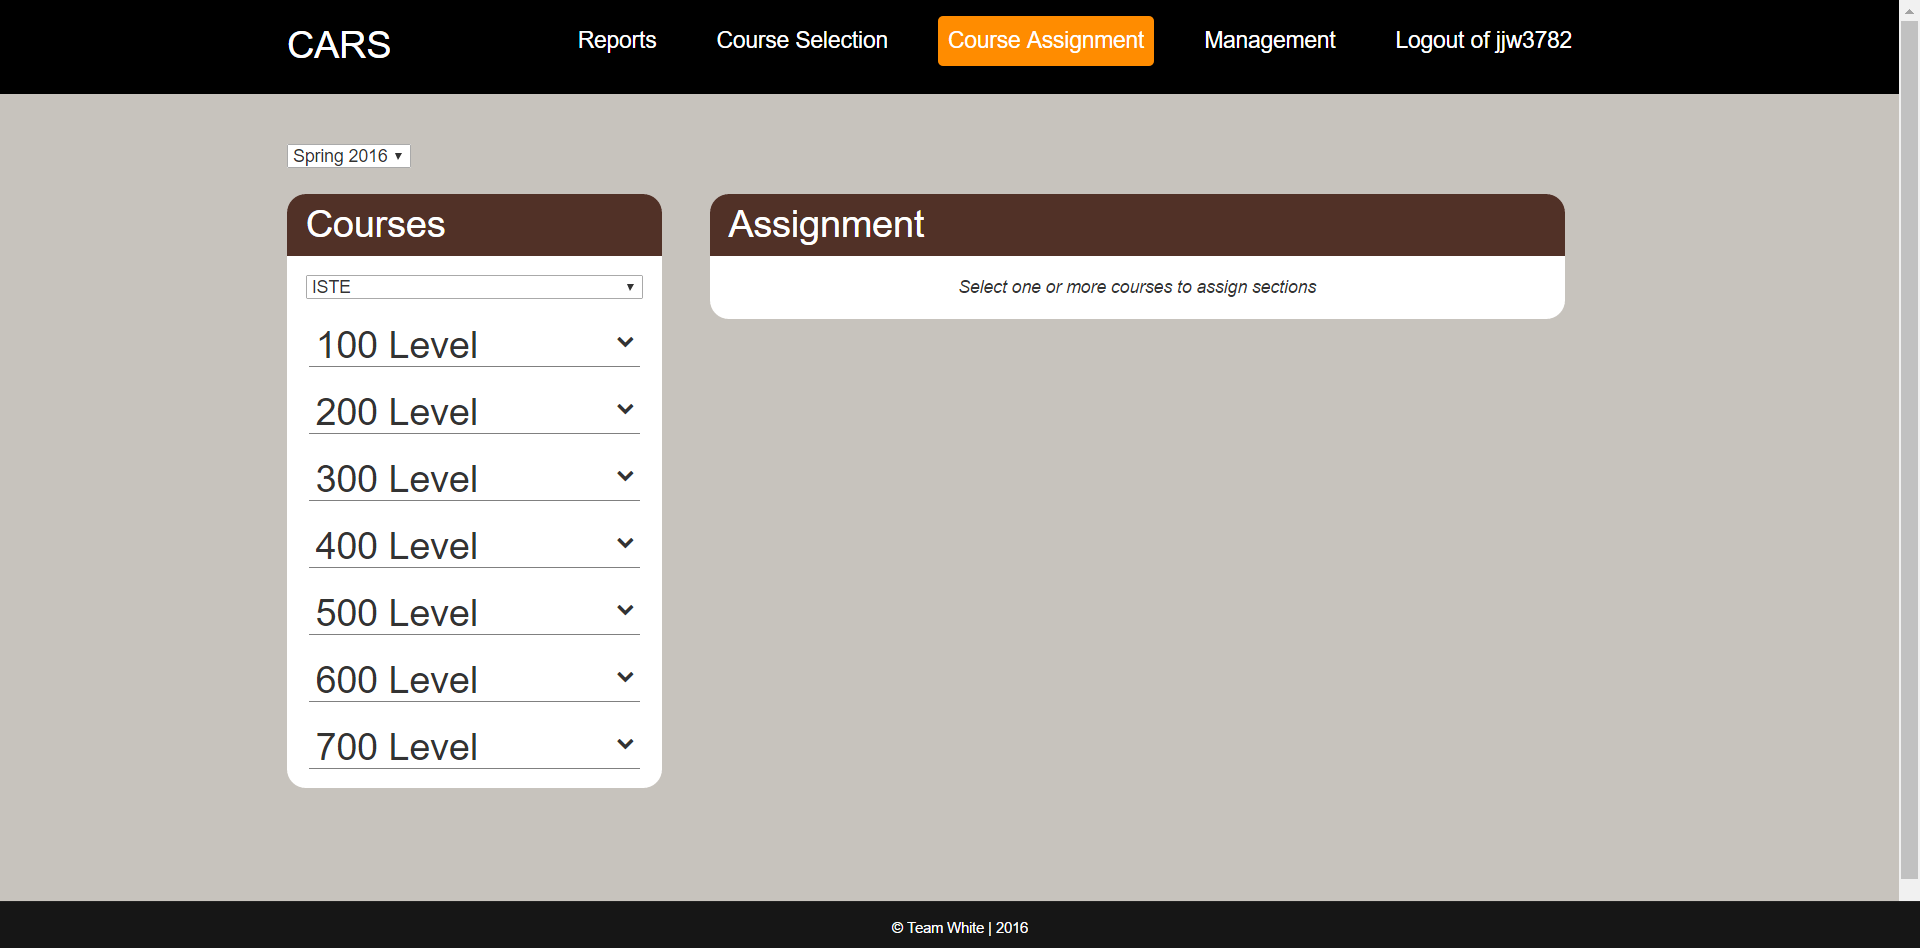 CARS
Reports
Course Selection
Course Assignment
Management
Logout of jjw3782
Spring 2016
Courses
ISTE
100 Level
200 Level
300 Level
400 Level
500 Level
600 Level
700 Level
Assignment
Select one or more courses to assign sections
© Team White | 2016